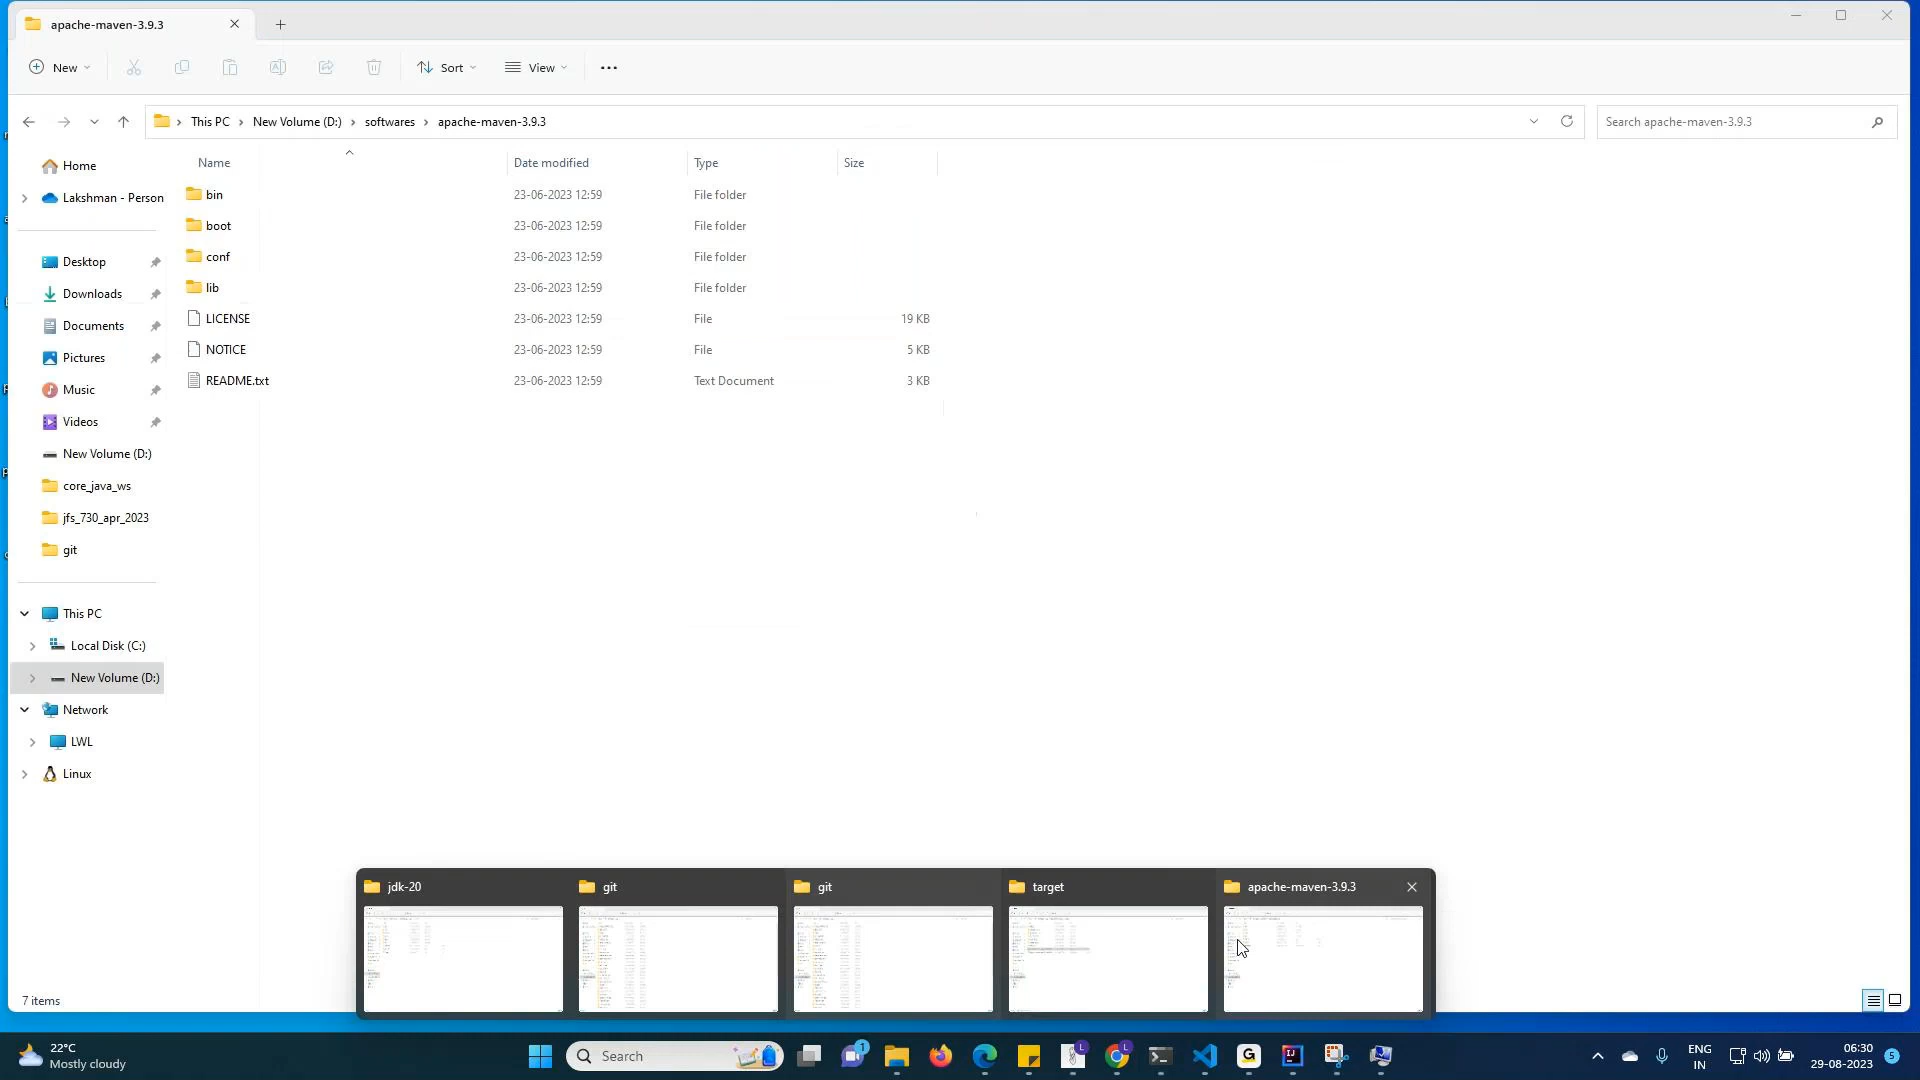 apache-maven-3.9.3
New
Sort
View
This PC > New Volume (D:) > softwares > apache-maven-3.9.3
Search apache-maven-3.9.3
Name Date modified Type Size
bin 23-06-2023 12:59 File folder
boot 23-06-2023 12:59 File folder
conf 23-06-2023 12:59 File folder
lib 23-06-2023 12:59 File folder
LICENSE 23-06-2023 12:59 File 19 KB
NOTICE 23-06-2023 12:59 File 5 KB
README.txt 23-06-2023 12:59 Text Document 3 KB
Home
Lakshman - Person
Desktop
Downloads
Documents
Pictures
Music
Videos
New Volume (D:)
core_java_ws
jfs_730_apr_2023
git
This PC
Local Disk (C:)
New Volume (D:)
Network
LWL
Linux
jdk-20
git
git
target
apache-maven-3.9.3
7 items
22°C
Mostly cloudy
Search
1
L
L
ENG
IN
06:30
29-08-2023
5